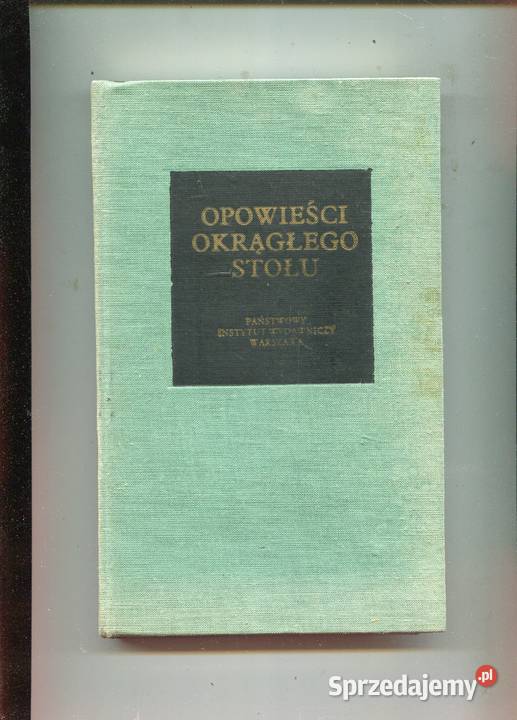 OPOWIEŚCI
OKRĄGŁEGO
STOŁU
PAŃSTWOWY
INSTYTUT WYDAWNICZY
WARSZAWA
Sprzedajemy.pl